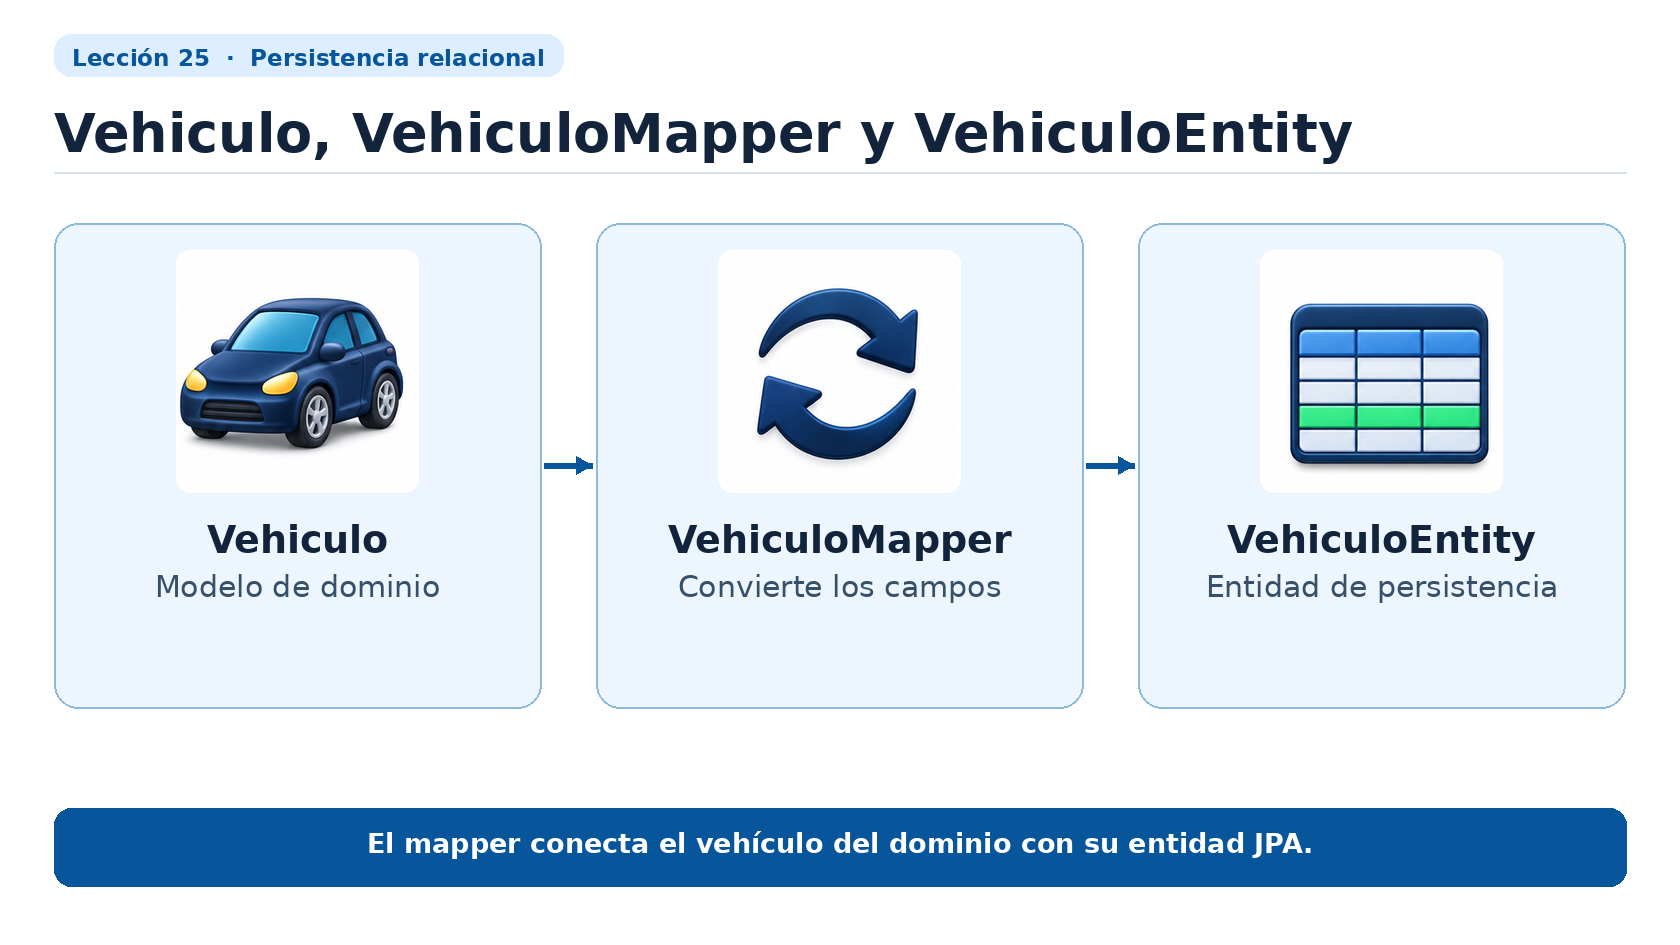 Lección 25 · Persistencia relacional
Vehiculo, VehiculoMapper y VehiculoEntity
Vehiculo
Modelo de dominio
VehiculoMapper
Convierte los campos
VehiculoEntity
Entidad de persistencia
El mapper conecta el vehículo del dominio con su entidad JPA.